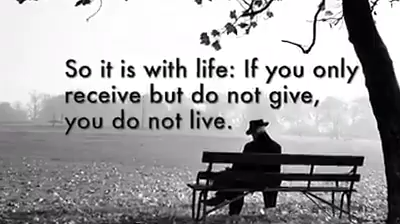 So it is with life: If you only
receive but do not give,
you do not live.